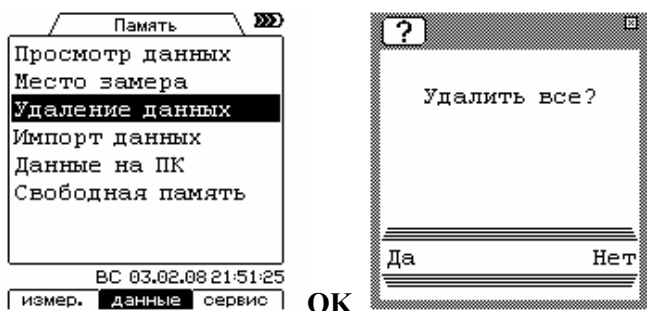 Память
Просмотр данных
Место замера
Удаление данных
Импорт данных
Данные на ПК
Свободная память
ВС 03.02.08 21:51:25
измер. данные сервис
OK
?
Удалить все?
Да Нет